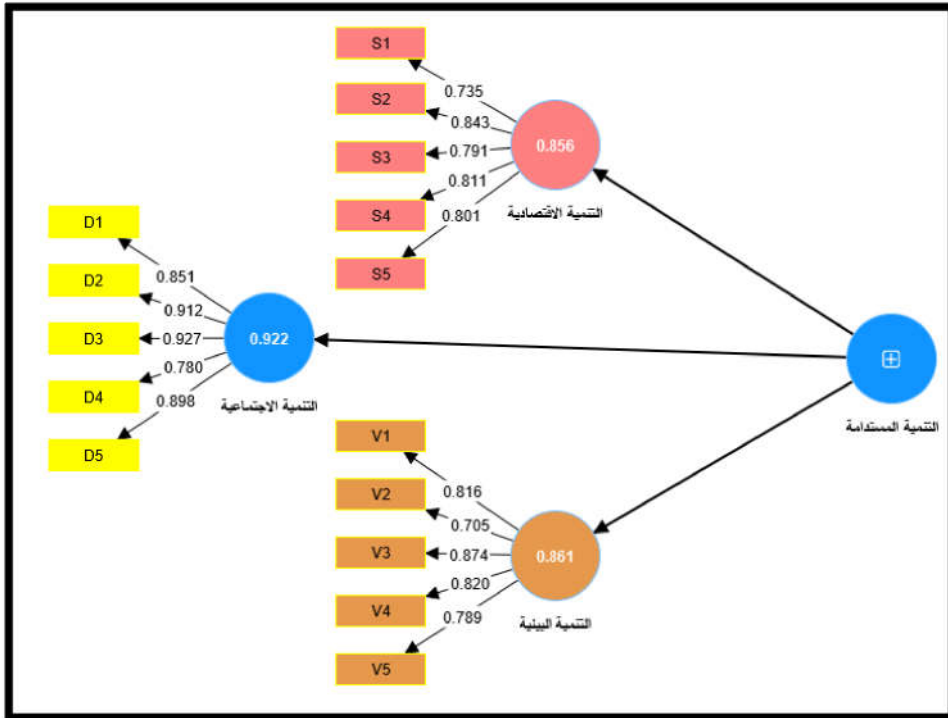 S1
S2
S3
S4
S5
0.735
0.843
0.791
0.811
0.801
0.856
التنمية الاقتصادية
D1
D2
D3
D4
D5
0.851
0.912
0.927
0.780
0.898
0.922
التنمية الاجتماعية
التنمية المستدامة
V1
V2
V3
V4
V5
0.816
0.705
0.874
0.820
0.789
0.861
التنمية البيئية